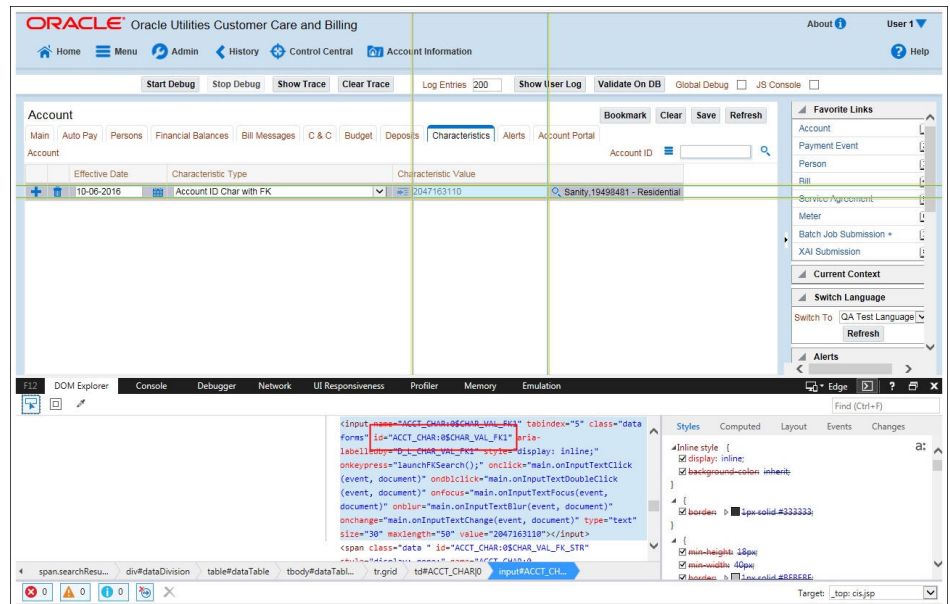 ORACLE® Oracle Utilities Customer Care and Billing
About
User 1
Home
Menu
Admin
History
Control Central
Account Information
Help
Start Debug
Stop Debug
Show Trace
Clear Trace
Log Entries 200
Show User Log
Validate On DB
Global Debug
JS Console
Account
Bookmark
Clear
Save
Refresh
Main
Auto Pay
Persons
Financial Balances
Bill Messages
C & C
Budget
Deposits
Characteristics
Alerts
Account Portal
Account
Account ID
Effective Date
Characteristic Type
Characteristic Value
10-06-2016
Account ID Char with FK
2047163110
Sanity,19498481 - Residential
Favorite Links
Account
Payment Event
Person
Bill
Service Agreement
Meter
Batch Job Submission +
XAI Submission
Current Context
Switch Language
Switch To
QA Test Language
Refresh
Alerts
F12
DOM Explorer
Console
Debugger
Network
UI Responsiveness
Profiler
Memory
Emulation
Edge
?
Find (Ctrl+F)
<input name="ACCT_CHAR:0$CHAR_VAL_FK1" tabindex="5" class="data
forms" id="ACCT_CHAR:0$CHAR_VAL_FK1" aria-
labelledby="D_L_CHAR_VAL_FK1" style="display: inline;"
onkeypress="launchFKSearch();" onclick="main.onInputTextClick
(event, document)" ondblclick="main.onInputTextDoubleClick
(event, document)" onfocus="main.onInputTextFocus(event,
document)" onblur="main.onInputTextBlur(event, document)"
onchange="main.onInputTextChange(event, document)" type="text"
size="30" maxlength="50" value="2047163110"></input>
<span class="data " id="ACCT_CHAR:0$CHAR_VAL_FK_STR"
Styles
Computed
Layout
Events
Changes
Inline style {
display: inline;
background-color: inherit;
}
{
border: 1px solid #333333;
}
{
min-height: 18px;
min-width: 40px;
border: 1px solid #BEBEBE;
a:
span.searchResu...
div#dataDivision
table#dataTable
tbody#dataTabl...
tr.grid
td#ACCT_CHAR|0
input#ACCT_CH...
0
0
0
Target: _top: cis.jsp